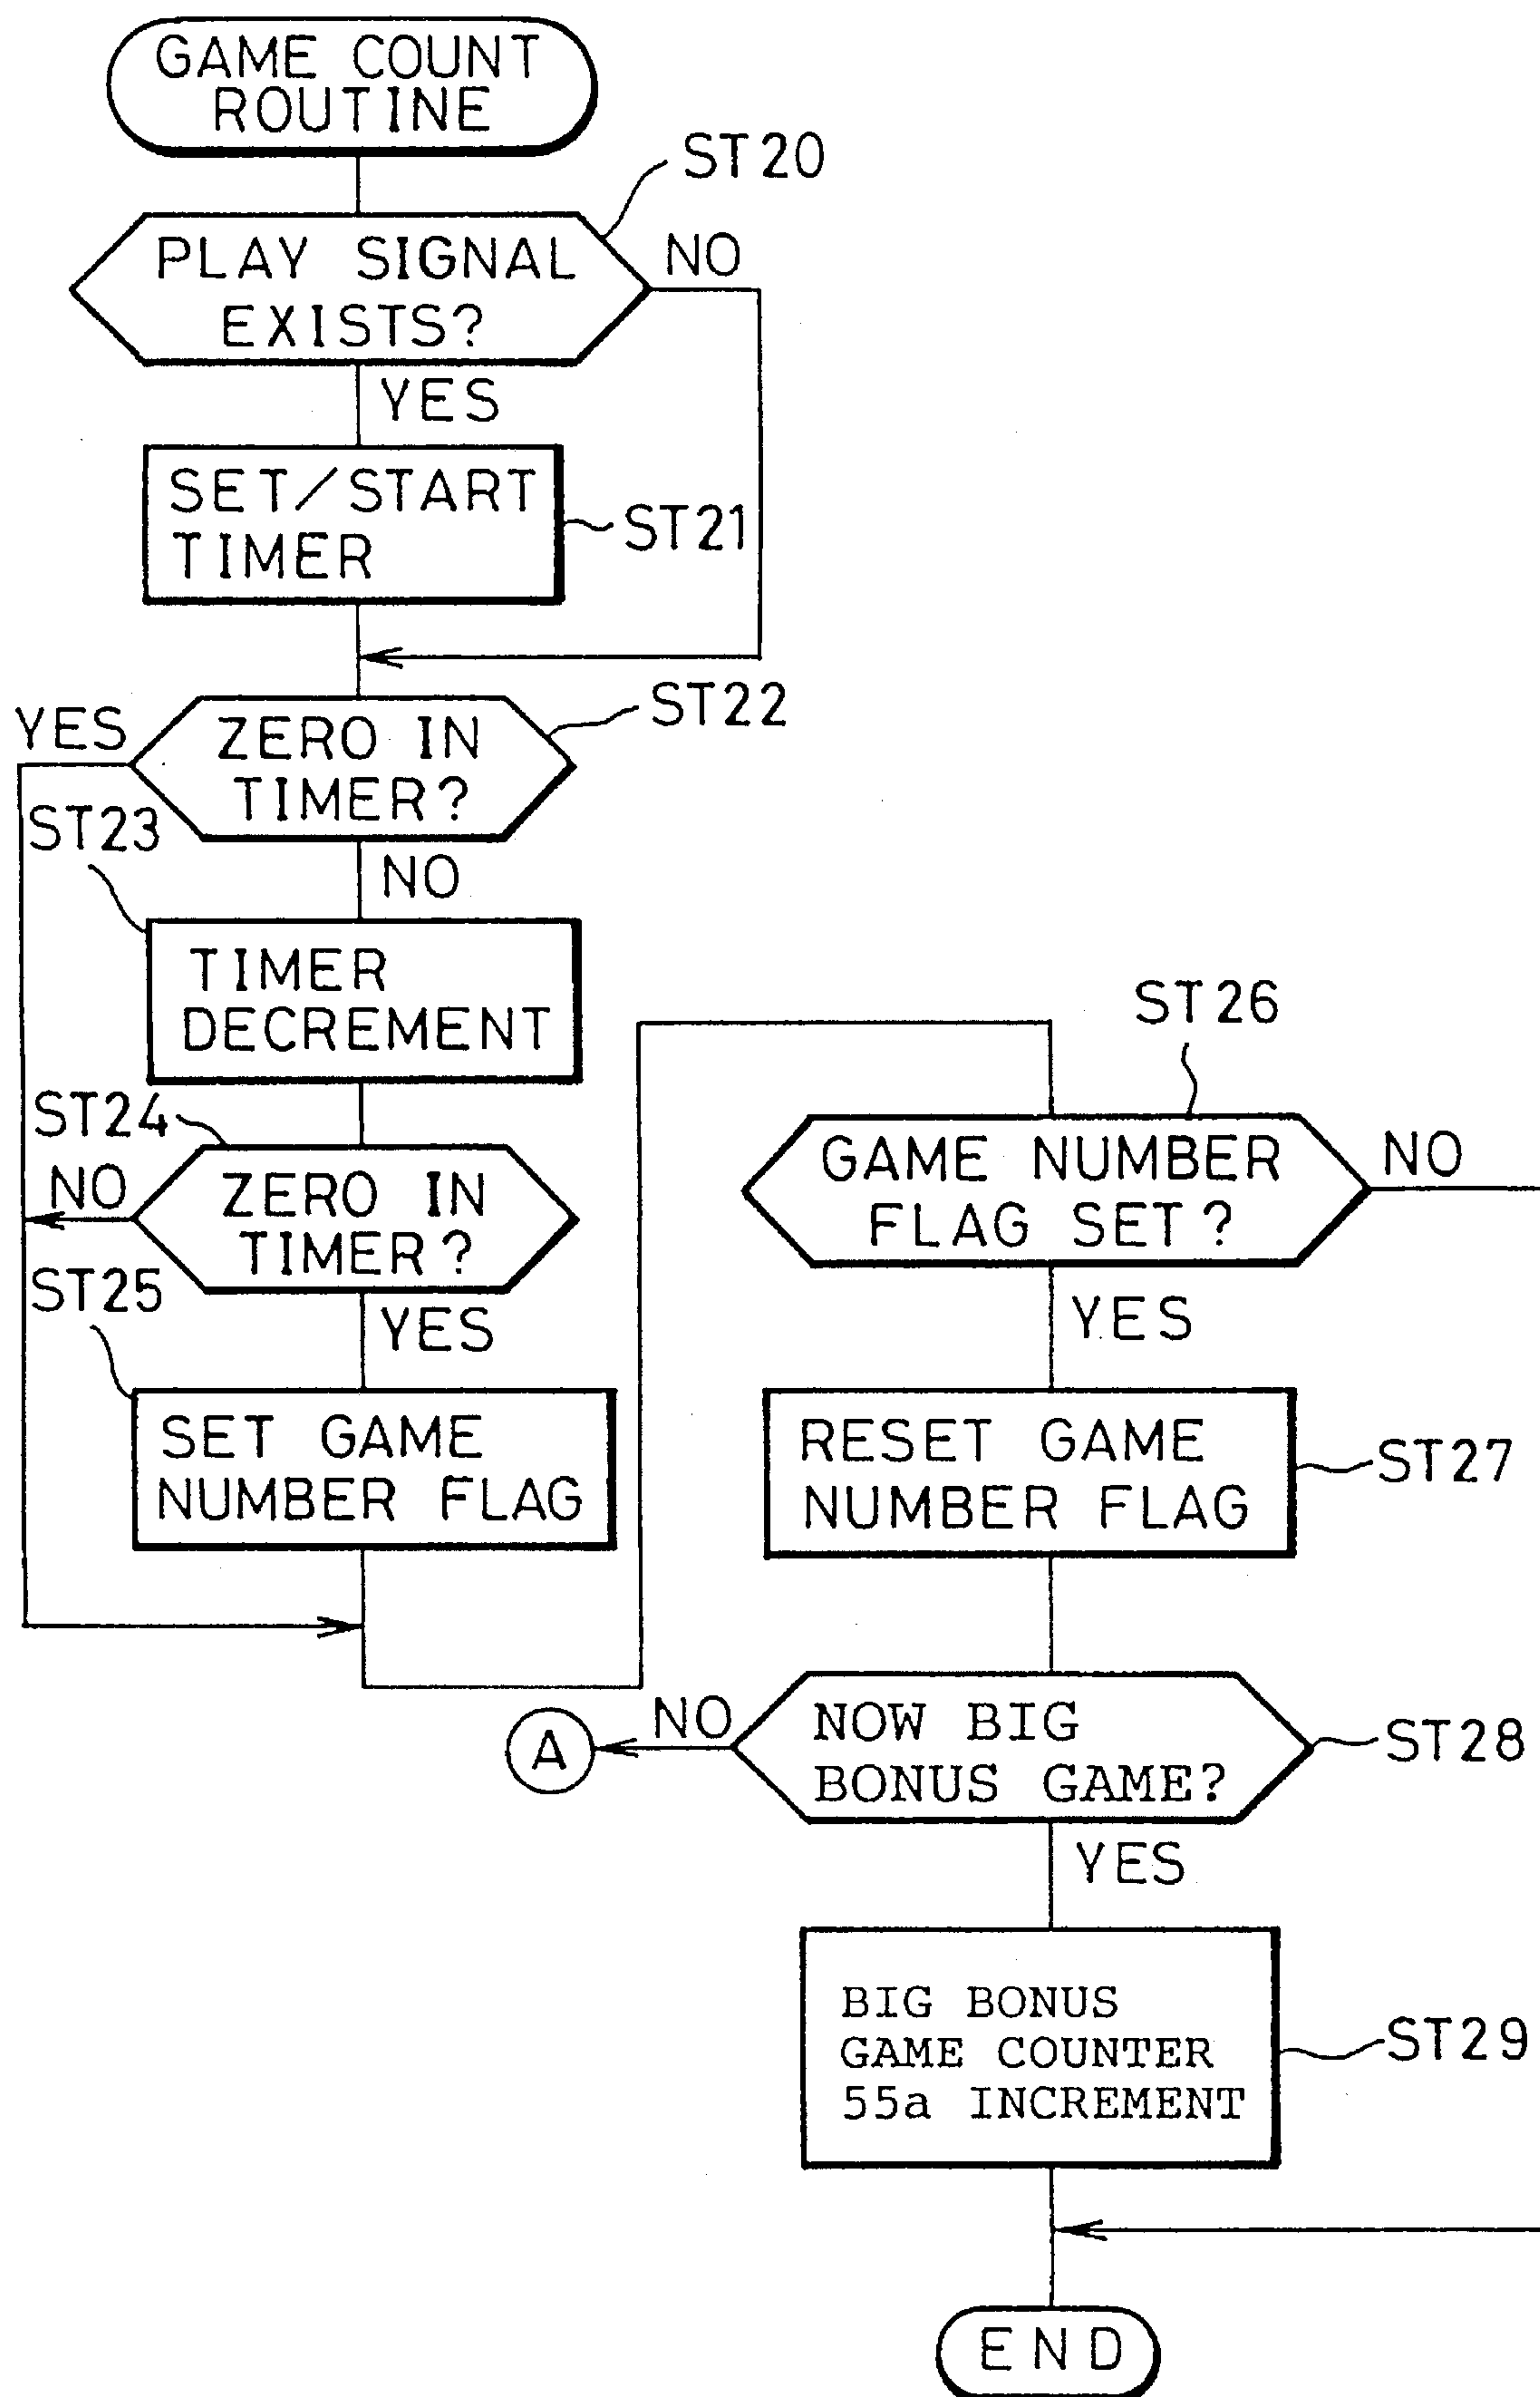 GAME COUNT
ROUTINE
ST20
PLAY SIGNAL
EXISTS?
NO
YES
SET/START
TIMER
ST21
ST22
YES
ZERO IN
TIMER?
ST23
NO
TIMER
DECREMENT
ST24
NO
ZERO IN
TIMER?
ST25
YES
SET GAME
NUMBER FLAG
ST26
GAME NUMBER
FLAG SET?
NO
YES
RESET GAME
NUMBER FLAG
ST27
A
NO
NOW BIG
BONUS GAME?
ST28
YES
BIG BONUS
GAME COUNTER
55a INCREMENT
ST29
END